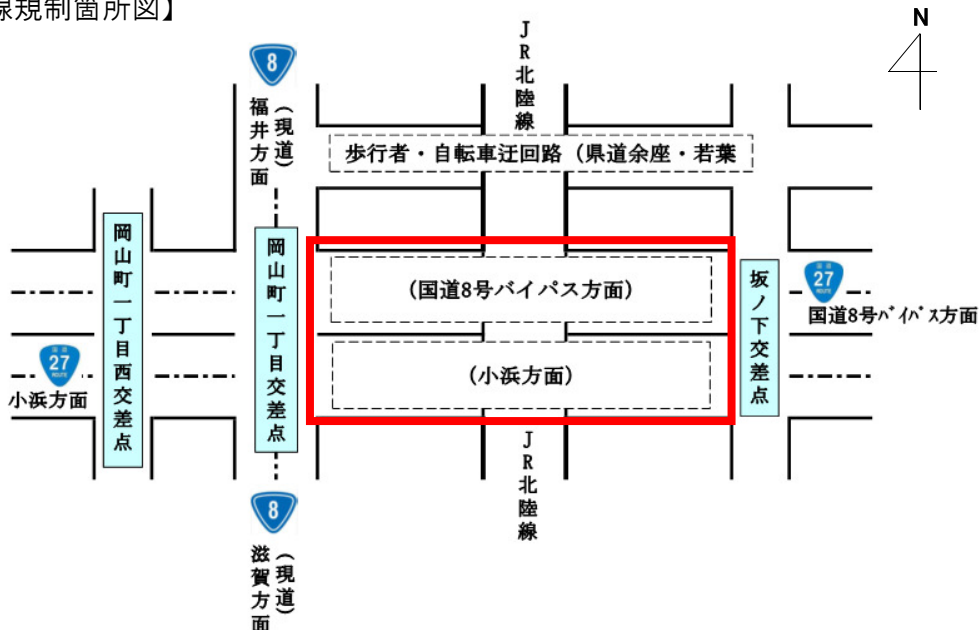 線規制箇所図】
N
JR北陸線
8
(現道)
福井方面
歩行者・自転車迂回路（県道余座・若葉
岡山町一丁目西交差点
岡山町一丁目交差点
(国道8号バイパス方面)
坂ノ下交差点
27
ROUTE
国道8号バイパス方面
27
ROUTE
小浜方面
(小浜方面)
JR北陸線
8
(現道)
滋賀方面